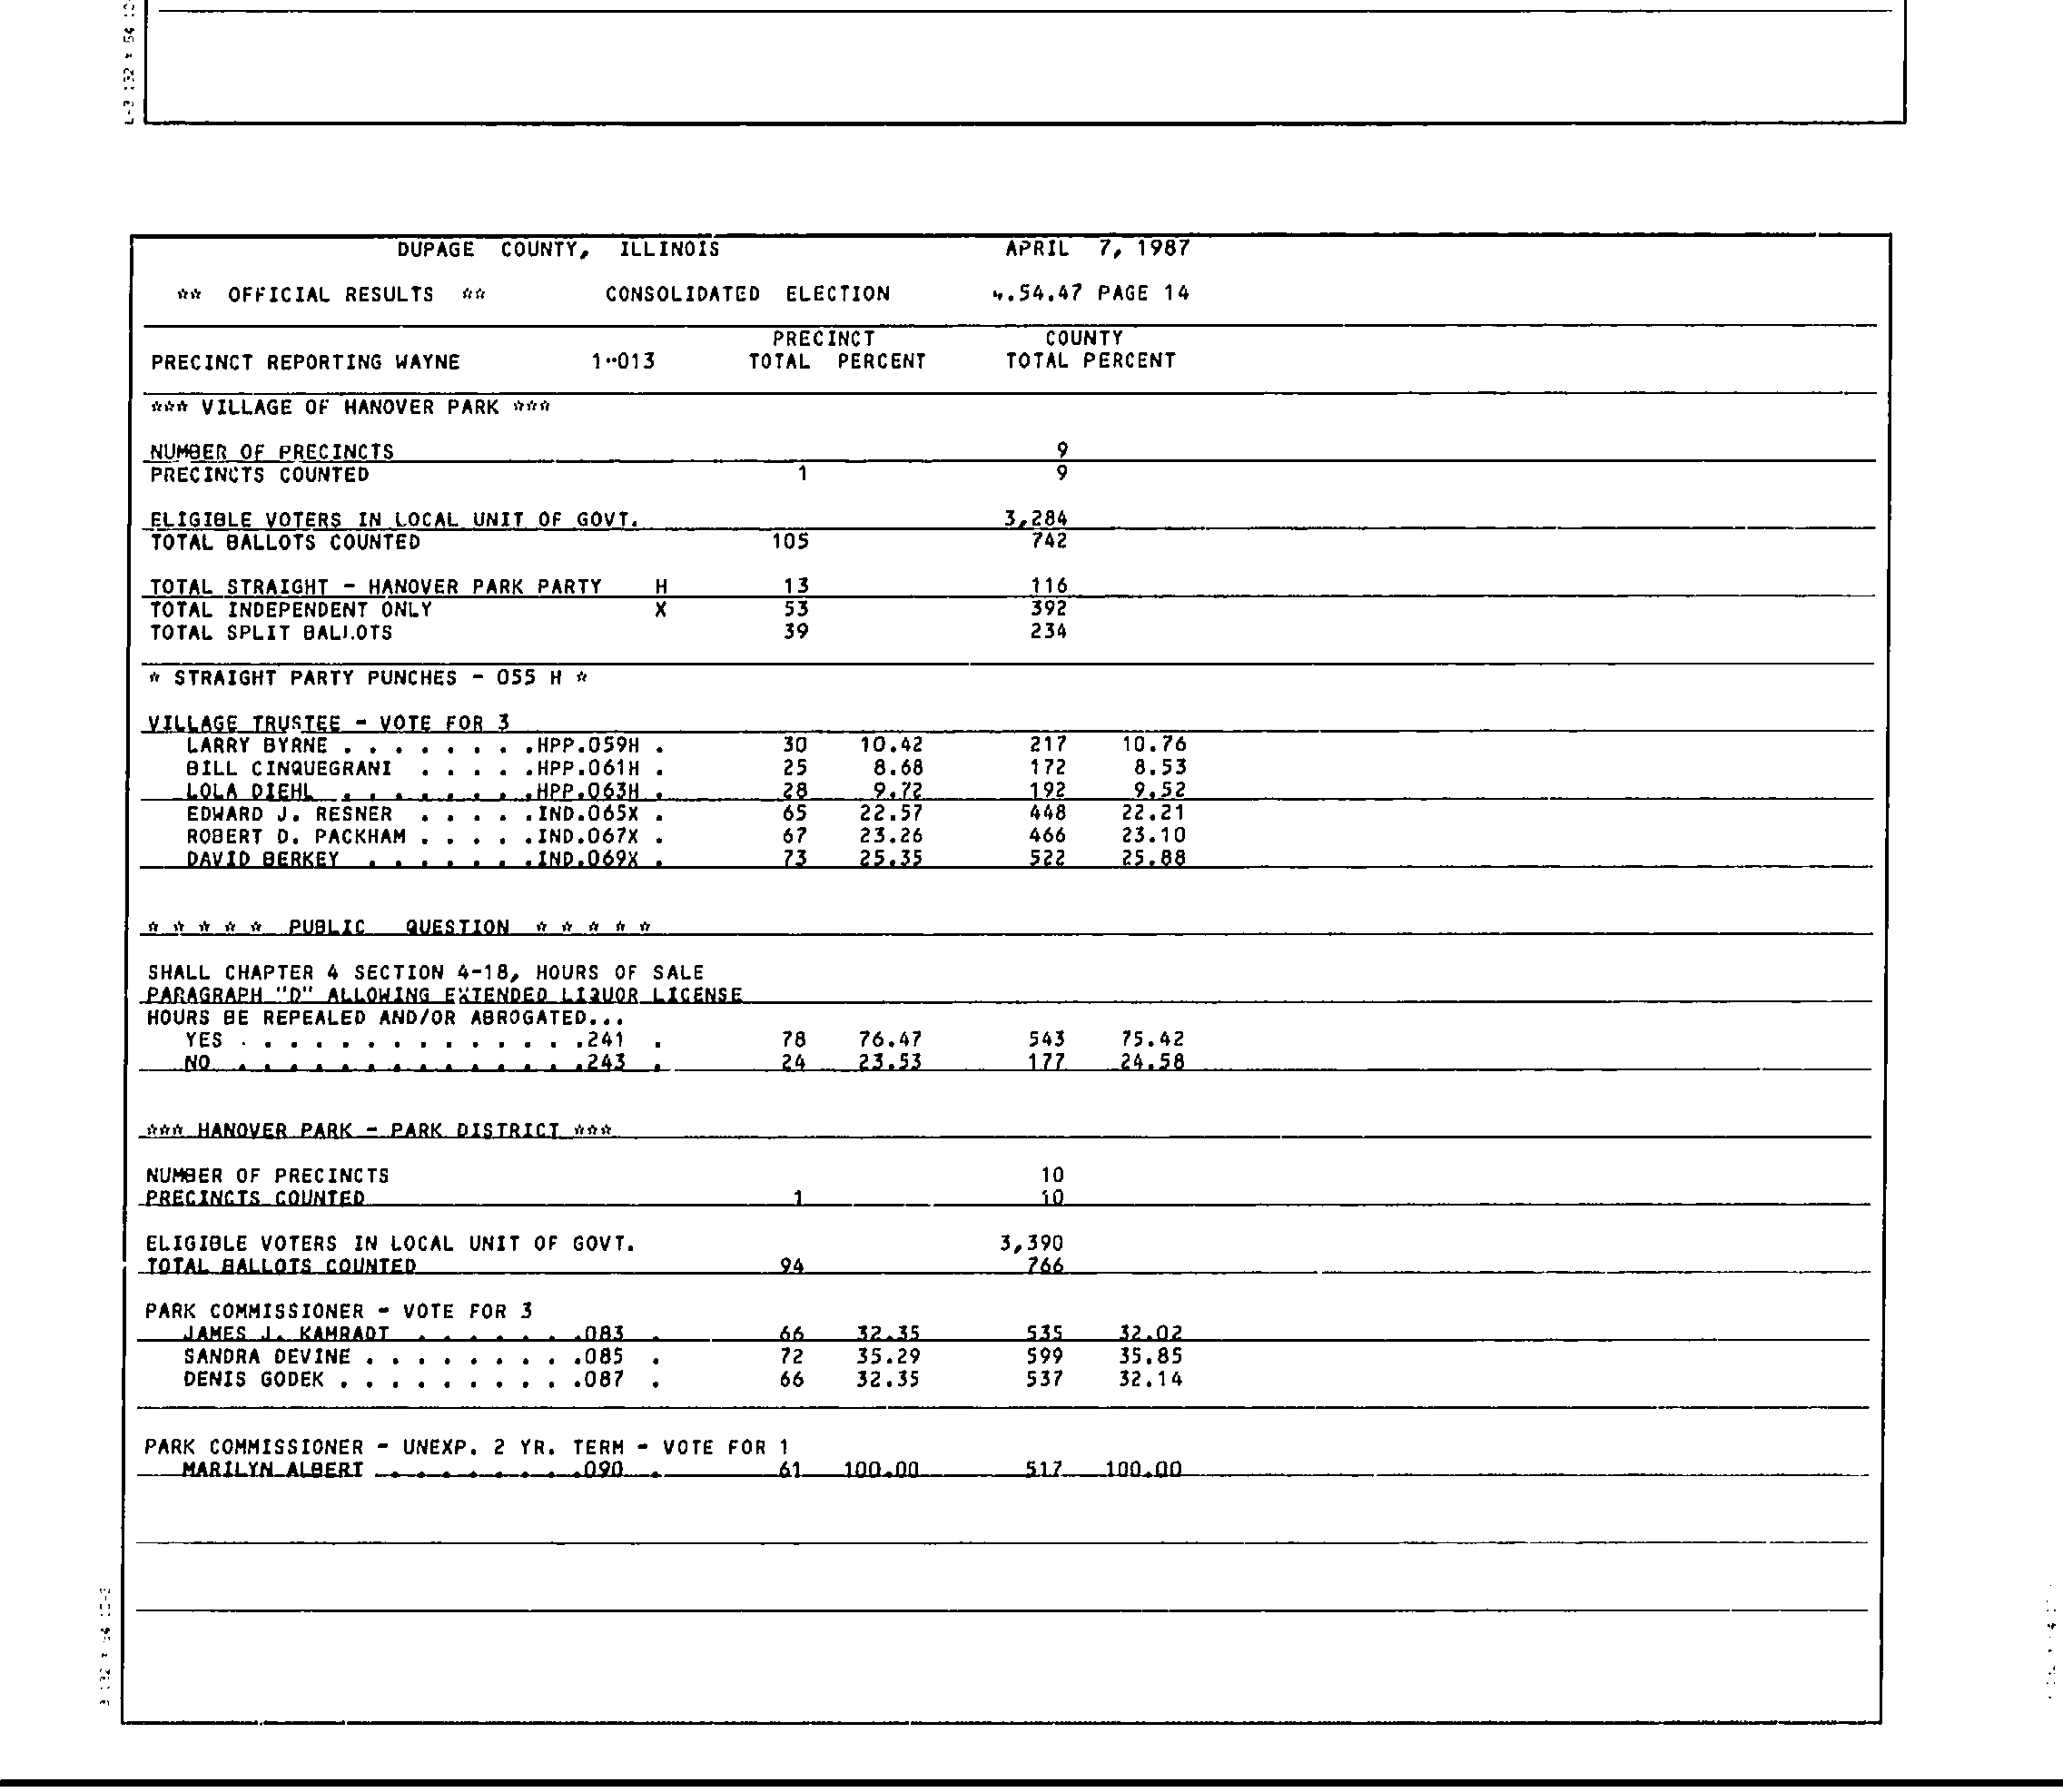 DUPAGE COUNTY, ILLINOIS APRIL 7, 1987
** OFFICIAL RESULTS ** CONSOLIDATED ELECTION 4.54.47 PAGE 14
PRECINCT COUNTY
PRECINCT REPORTING WAYNE 1-013 TOTAL PERCENT TOTAL PERCENT
*** VILLAGE OF HANOVER PARK ***
NUMBER OF PRECINCTS 9
PRECINCTS COUNTED 1 9
ELIGIBLE VOTERS IN LOCAL UNIT OF GOVT. 3,284
TOTAL BALLOTS COUNTED 105 742
TOTAL STRAIGHT - HANOVER PARK PARTY H 13 116
TOTAL INDEPENDENT ONLY X 53 392
TOTAL SPLIT BALLOTS 39 234
* STRAIGHT PARTY PUNCHES - 055 H *
VILLAGE TRUSTEE - VOTE FOR 3
LARRY BYRNE . . . . . . . .HPP.059H . 30 10.42 217 10.76
BILL CINQUEGRANI . . . . .HPP.061H . 25 8.68 172 8.53
LOLA DIEHL . . . . . . . .HPP.063H . 28 9.72 192 9.52
EDWARD J. RESNER . . . . .IND.065X . 65 22.57 448 22.21
ROBERT D. PACKHAM . . . . .IND.067X . 67 23.26 466 23.10
DAVID BERKEY . . . . . . .IND.069X . 73 25.35 522 25.88
* * * * * PUBLIC QUESTION * * * * *
SHALL CHAPTER 4 SECTION 4-18, HOURS OF SALE
PARAGRAPH "D" ALLOWING EXTENDED LIQUOR LICENSE
HOURS BE REPEALED AND/OR ABROGATED...
YES . . . . . . . . . . . . . .241 . 78 76.47 543 75.42
NO . . . . . . . . . . . . . .243 . 24 23.53 177 24.58
*** HANOVER PARK - PARK DISTRICT ***
NUMBER OF PRECINCTS 10
PRECINCTS COUNTED 1 10
ELIGIBLE VOTERS IN LOCAL UNIT OF GOVT. 3,390
TOTAL BALLOTS COUNTED 94 766
PARK COMMISSIONER - VOTE FOR 3
JAMES J. KAMRADT . . . . . . .083 . 66 32.35 535 32.02
SANDRA DEVINE . . . . . . . . .085 . 72 35.29 599 35.85
DENIS GODEK . . . . . . . . . .087 . 66 32.35 537 32.14
PARK COMMISSIONER - UNEXP. 2 YR. TERM - VOTE FOR 1
MARILYN ALBERT . . . . . . . .090 . 61 100.00 517 100.00